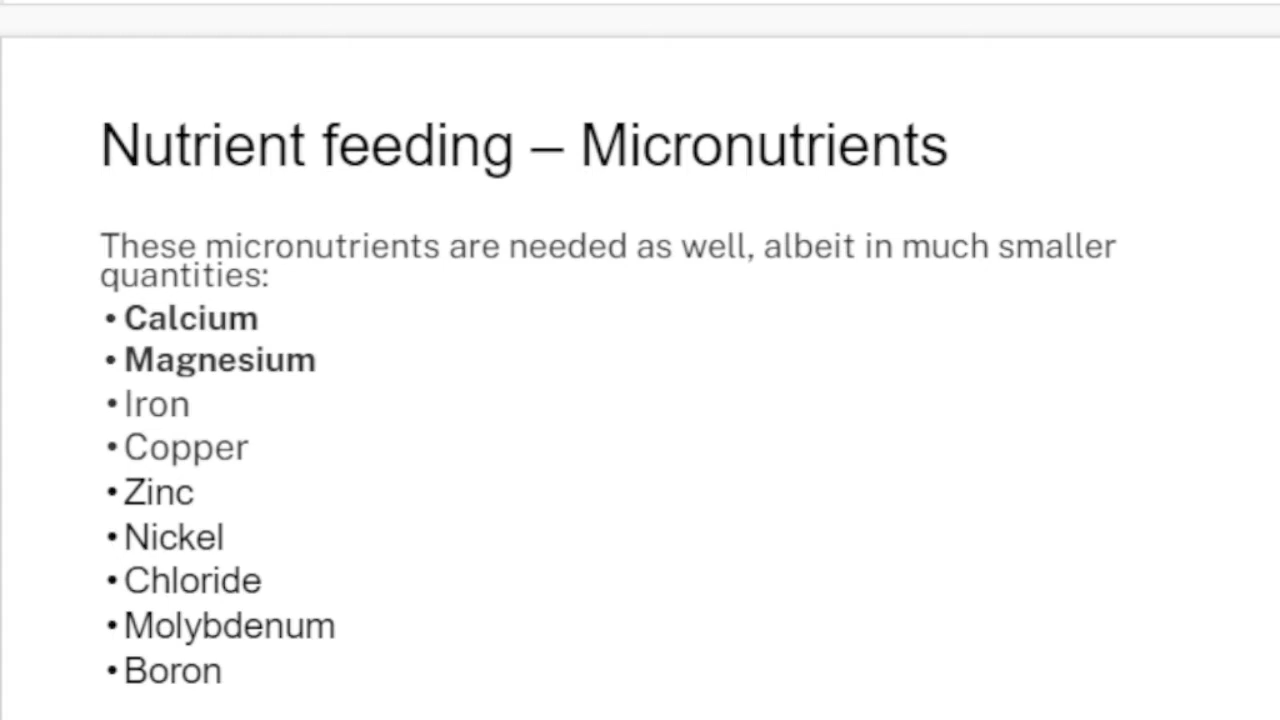 Nutrient feeding – Micronutrients
These micronutrients are needed as well, albeit in much smaller
quantities:
• Calcium
• Magnesium
• Iron
• Copper
• Zinc
• Nickel
• Chloride
• Molybdenum
• Boron